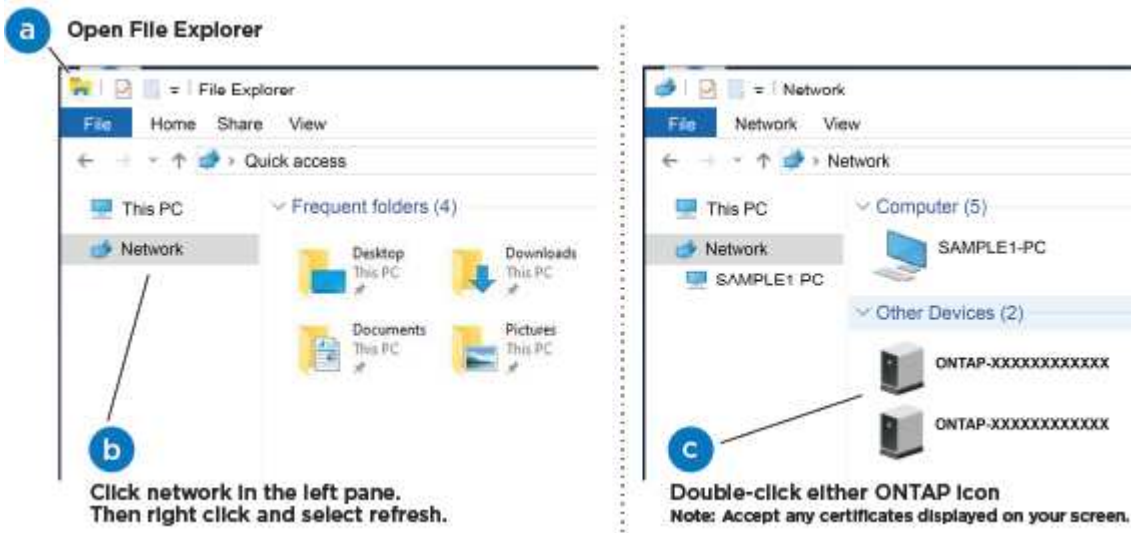 a Open File Explorer
File Explorer
File Home Share View
Quick access
This PC
Network
Frequent folders (4)
Desktop
This PC
Downloads
This PC
Documents
This PC
Pictures
This PC
b
Click network in the left pane.
Then right click and select refresh.
Network
File Network View
Network
This PC
Network
SAMPLE1 PC
Computer (5)
SAMPLE1-PC
Other Devices (2)
ONTAP-XXXXXXXXXXXX
ONTAP-XXXXXXXXXXXX
c
Double-click either ONTAP icon
Note: Accept any certificates displayed on your screen.